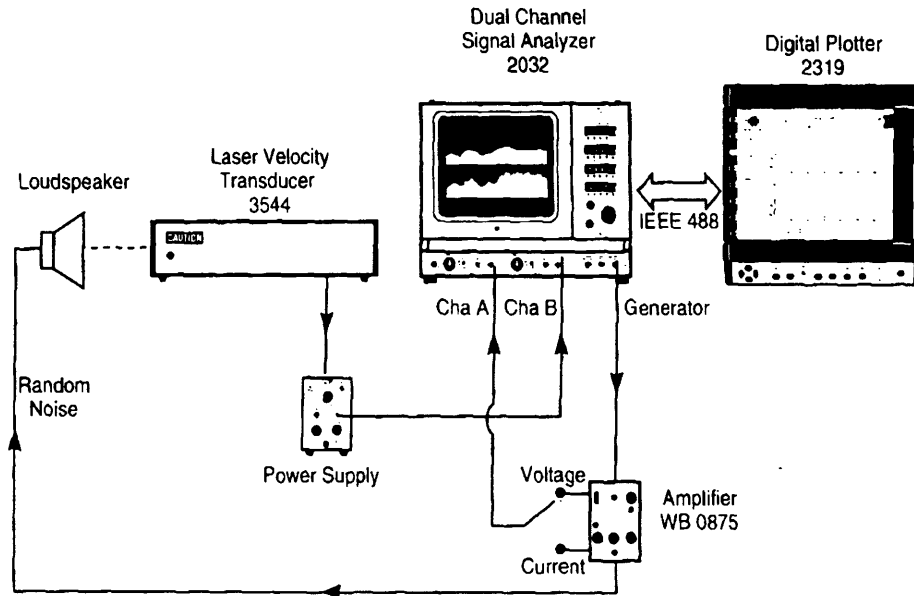 Dual Channel
Signal Analyzer
2032
Digital Plotter
2319
Laser Velocity
Transducer
3544
Loudspeaker
CAUTION
IEEE 488
Cha A
Cha B
Generator
Random
Noise
Power Supply
Voltage
Amplifier
WB 0875
Current